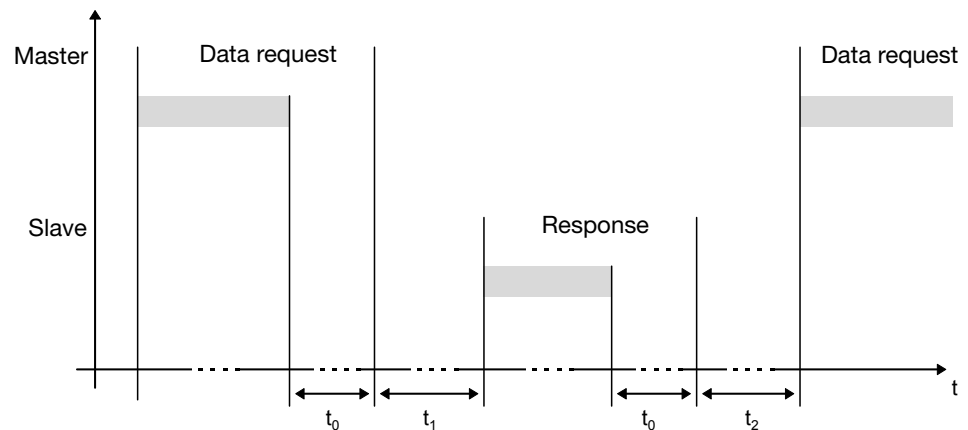 Master
Data request
Data request
Slave
Response
t
t₀
t₁
t₀
t₂